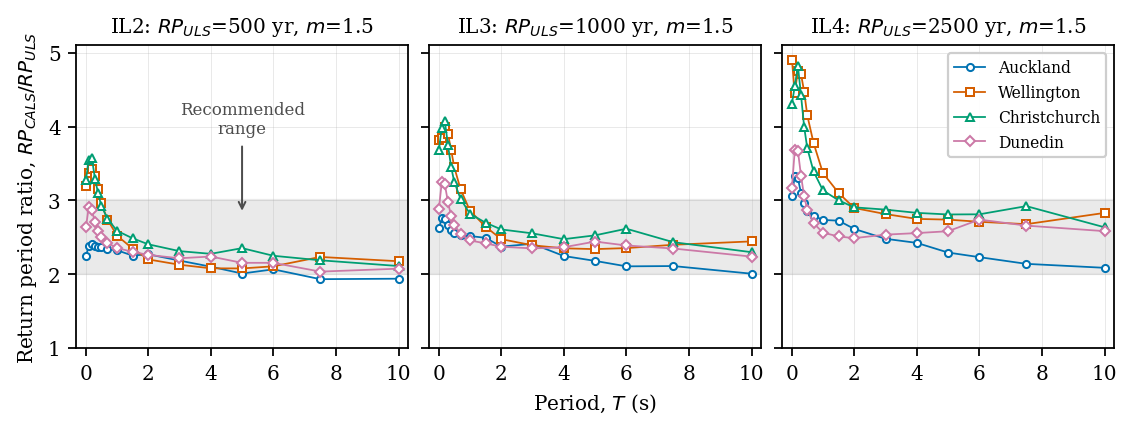 IL2: RP_ULS=500 yr, m=1.5
IL3: RP_ULS=1000 yr, m=1.5
IL4: RP_ULS=2500 yr, m=1.5
Return period ratio, RP_CALS/RP_ULS
5
4
3
2
1
Recommended
range
Auckland
Wellington
Christchurch
Dunedin
0 2 4 6 8 10
0 2 4 6 8 10
0 2 4 6 8 10
Period, T (s)